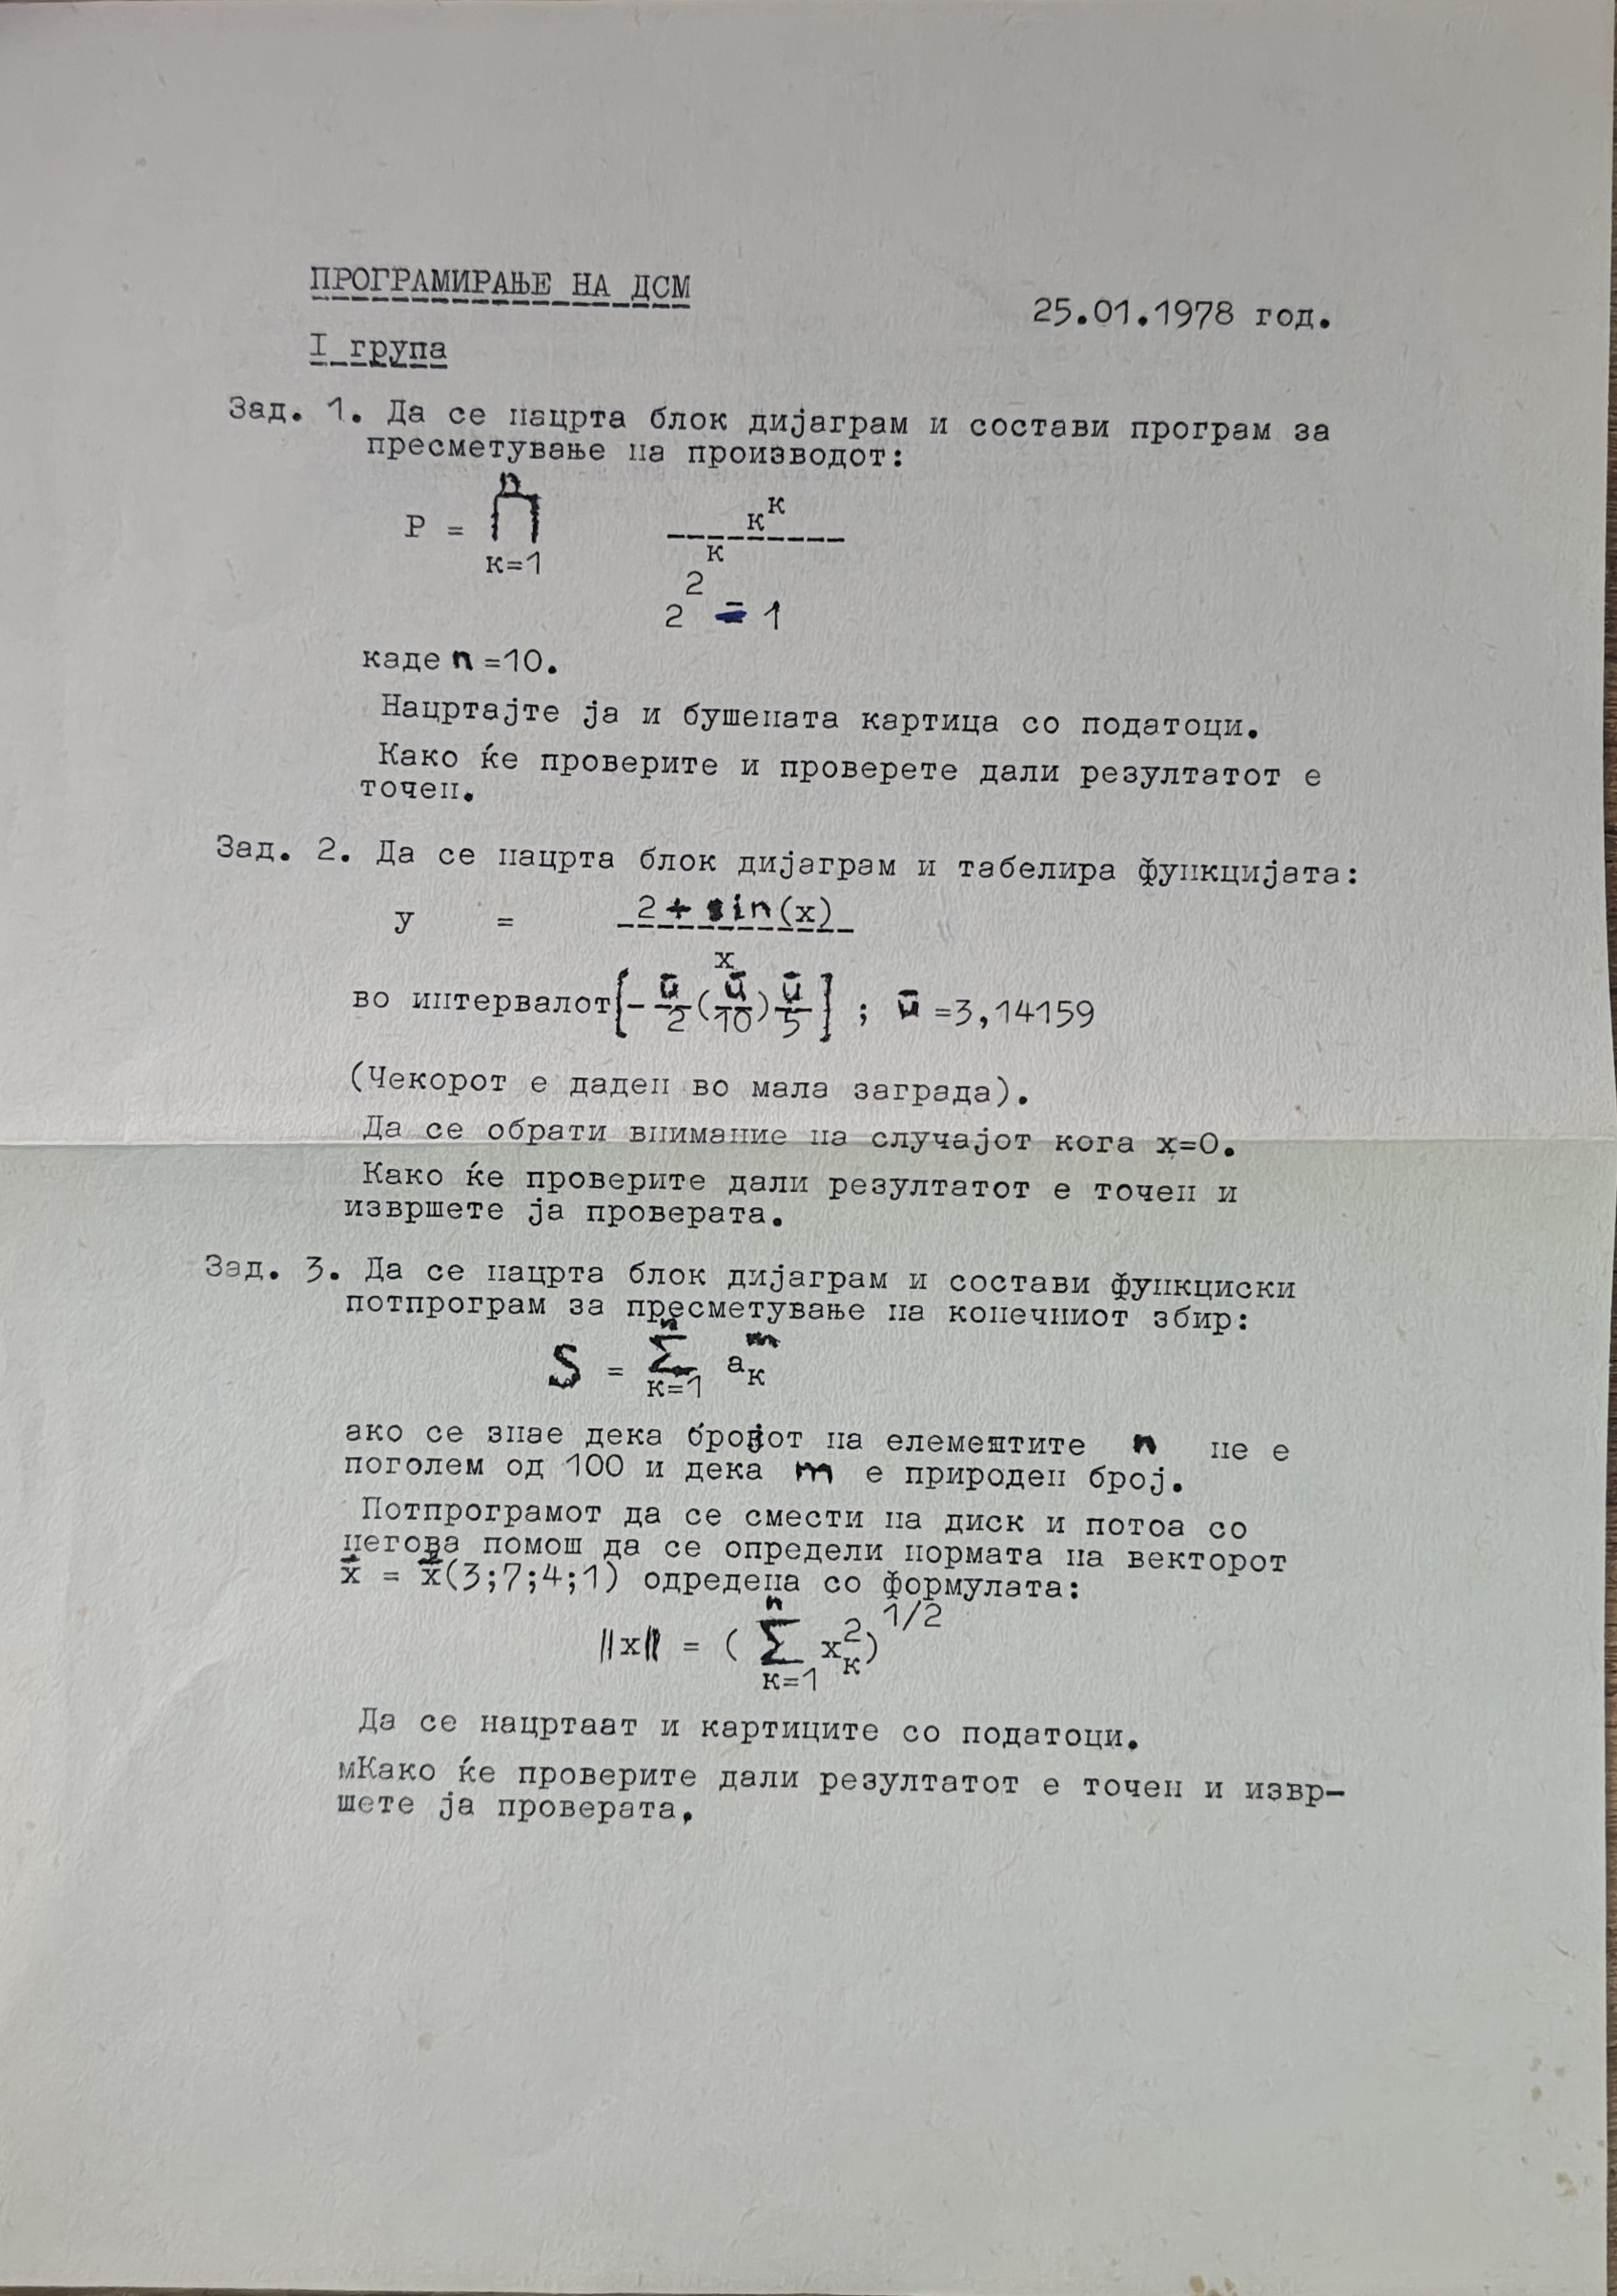 ПРОГРАМИРАЊЕ НА ДСМ
25.01.1978 год.
I група
Зад. 1. Да се нацрта блок дијаграм и состави програм за
пресметување на производот:
n
P = ∏ к^к
к=1 к
2
2 = 1
каде n =10.
Нацртајте ја и бушената картица со податоци.
Како ќе проверите и проверете дали резултатот е
точен.
Зад. 2. Да се нацрта блок дијаграм и табелира функцијата:
y = 2 + sin(x)
x
во интервалот [- ū/2 (ū/10) ū/5] ; ū =3,14159
(Чекорот е даден во мала заграда).
Да се обрати внимание на случајот кога x=0.
Како ќе проверите дали резултатот е точен и
извршете ја проверата.
Зад. 3. Да се нацрта блок дијаграм и состави функциски
потпрограм за пресметување на конечниот збир:
n m
S = Σ a
к=1 к
ако се знае дека бројот на елементите n не е
поголем од 100 и дека m е природен број.
Потпрограмот да се смести на диск и потоа со
негова помош да се определи нормата на векторот
x̄ = x̄(3;7;4;1) одредена со формулата:
n 1/2
||x|| = ( Σ x²к)
к=1
Да се нацртаат и картиците со податоци.
мКако ќе проверите дали резултатот е точен и извр-
шете ја проверата.